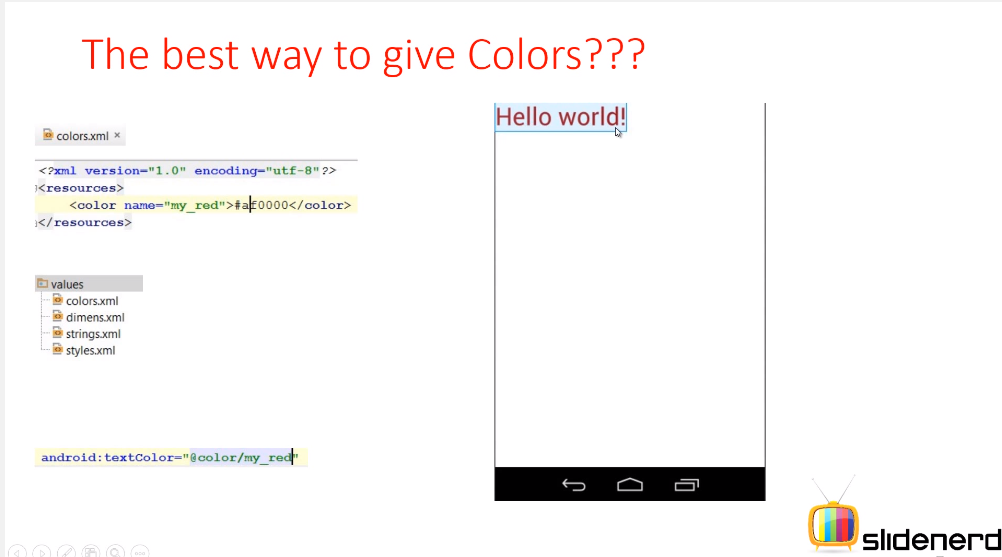 The best way to give Colors???
colors.xml ×
<?xml version="1.0" encoding="utf-8"?>
<resources>
<color name="my_red">#af0000</color>
</resources>
values
colors.xml
dimens.xml
strings.xml
styles.xml
android:textColor="@color/my_red"
Hello world!
slidenerd